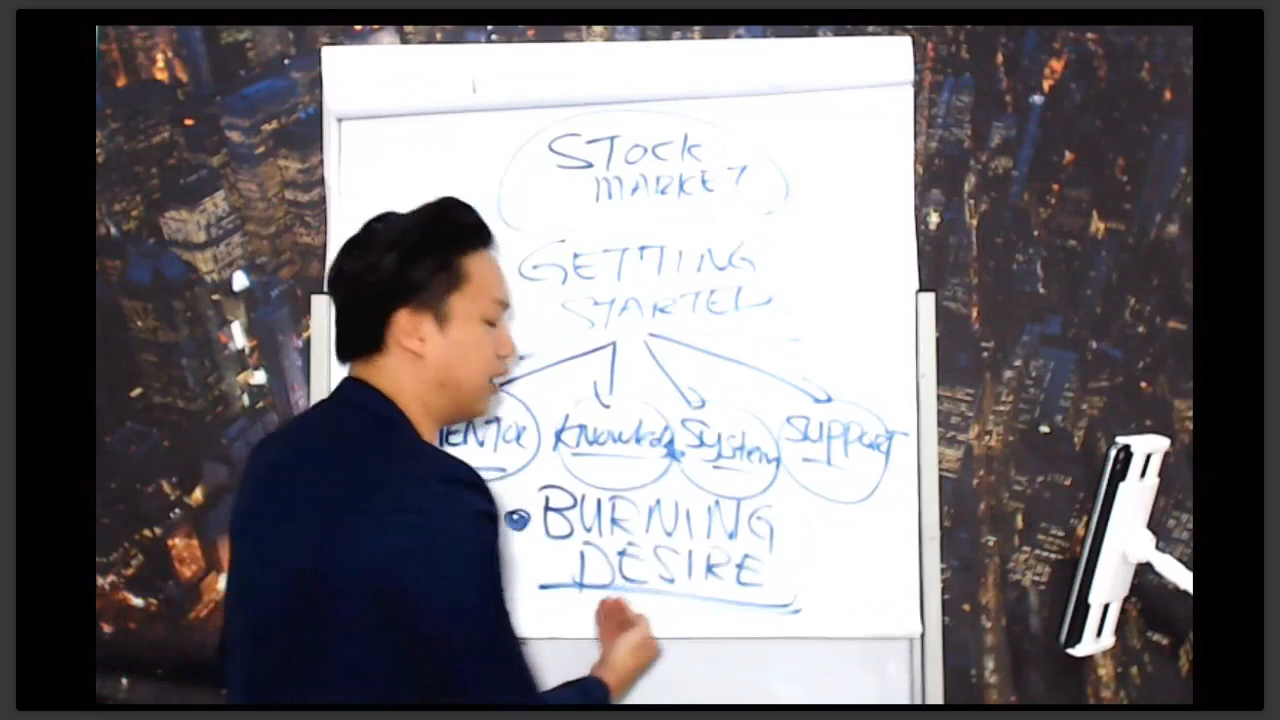 STOCK
MARKET
GETTING
STARTED
System Support
• BURNING
DESIRE